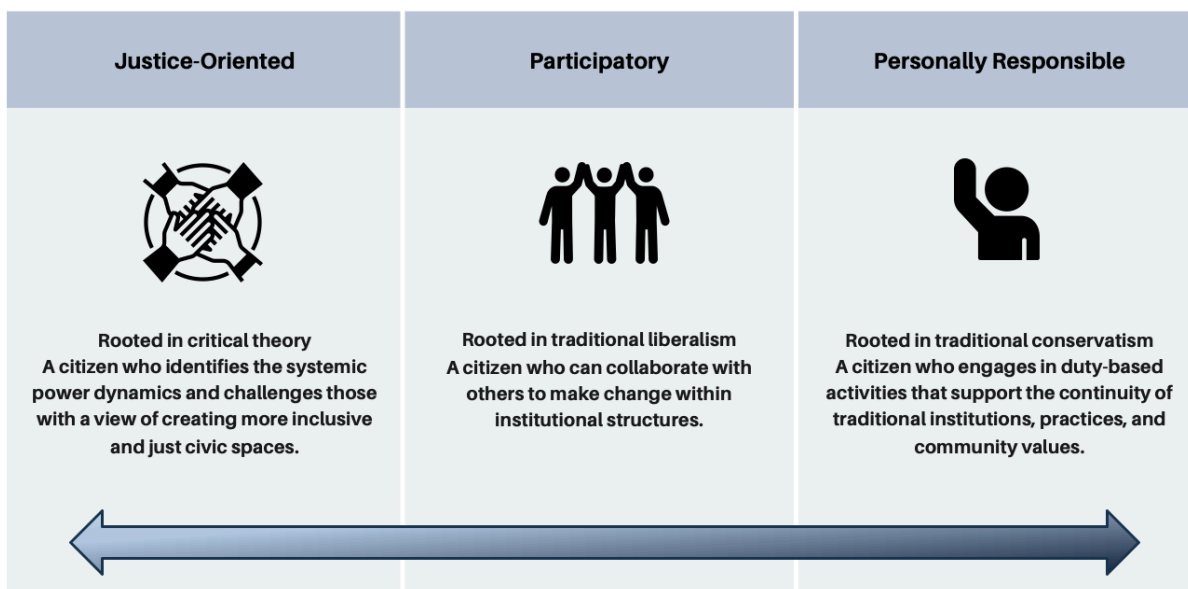 Justice-Oriented
Participatory
Personally Responsible
Rooted in critical theory
A citizen who identifies the systemic
power dynamics and challenges those
with a view of creating more inclusive
and just civic spaces.
Rooted in traditional liberalism
A citizen who can collaborate with
others to make change within
institutional structures.
Rooted in traditional conservatism
A citizen who engages in duty-based
activities that support the continuity of
traditional institutions, practices, and
community values.